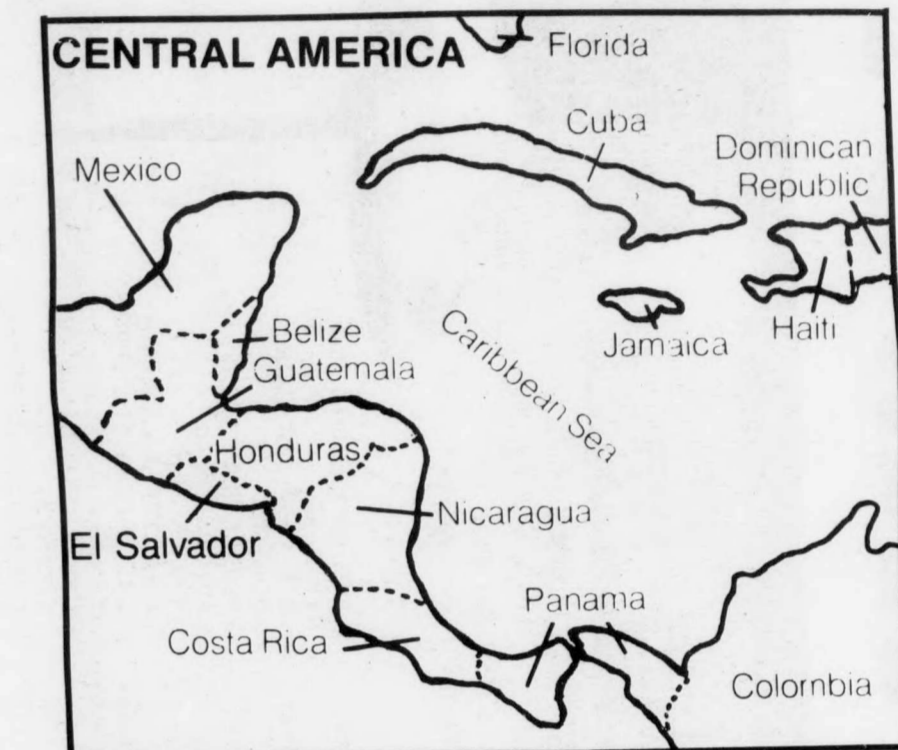 CENTRAL AMERICA
Florida
Cuba
Dominican
Republic
Mexico
Belize
Guatemala
Jamaica
Haiti
Caribbean Sea
Honduras
Nicaragua
El Salvador
Panama
Costa Rica
Colombia